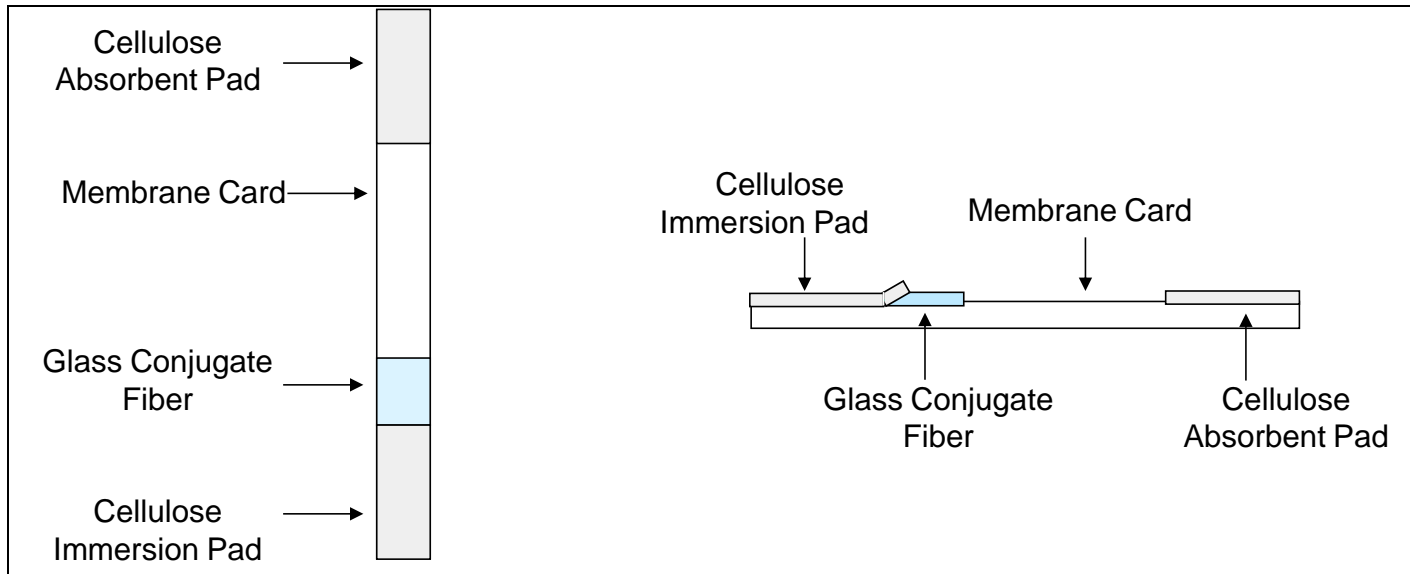 Cellulose
Absorbent Pad
Membrane Card
Glass Conjugate
Fiber
Cellulose
Immersion Pad
Cellulose
Immersion Pad
Membrane Card
Glass Conjugate
Fiber
Cellulose
Absorbent Pad